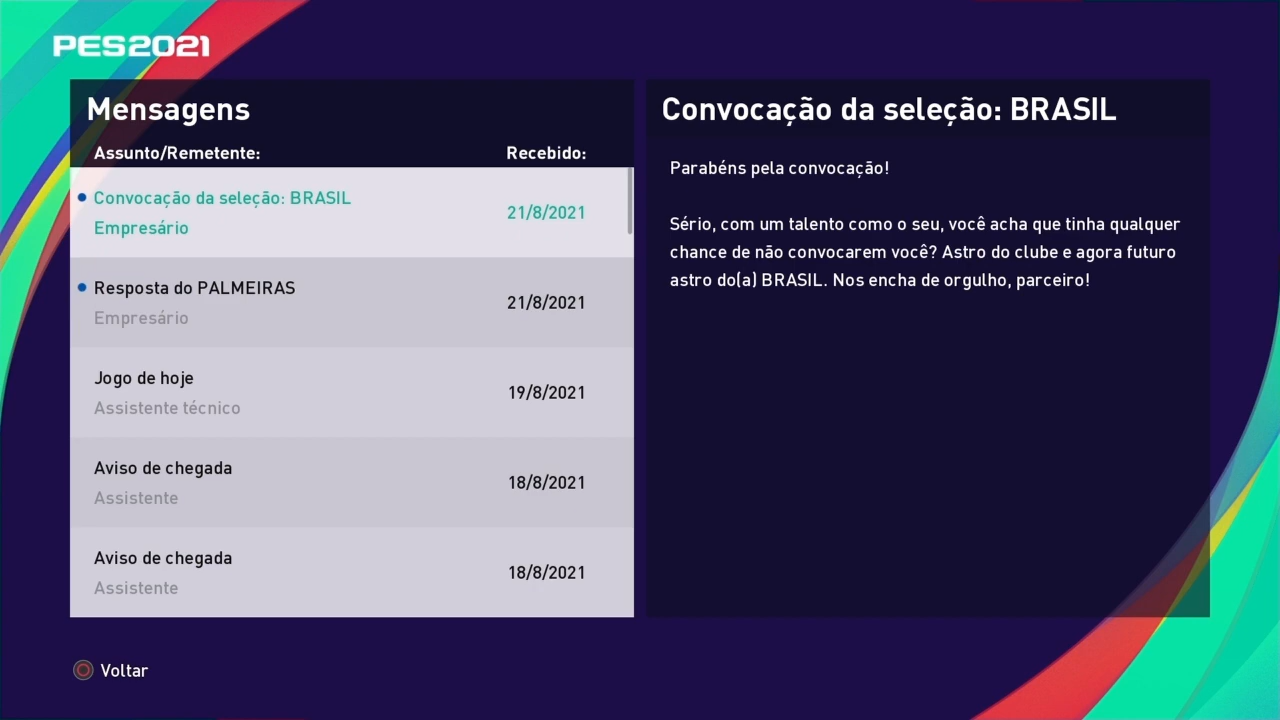 PES2021
Mensagens
Assunto/Remetente: Recebido:
Convocação da seleção: BRASIL
Empresário
21/8/2021
Resposta do PALMEIRAS
Empresário
21/8/2021
Jogo de hoje
Assistente técnico
19/8/2021
Aviso de chegada
Assistente
18/8/2021
Aviso de chegada
Assistente
18/8/2021
Convocação da seleção: BRASIL
Parabéns pela convocação!
Sério, com um talento como o seu, você acha que tinha qualquer
chance de não convocarem você? Astro do clube e agora futuro
astro do(a) BRASIL. Nos encha de orgulho, parceiro!
Voltar